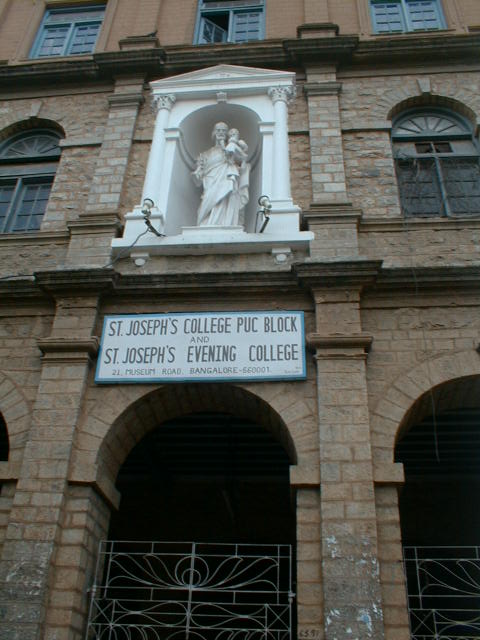 ST. JOSEPH'S COLLEGE PUC BLOCK
AND
ST. JOSEPH'S EVENING COLLEGE
21, MUSEUM ROAD, BANGALORE-560001.